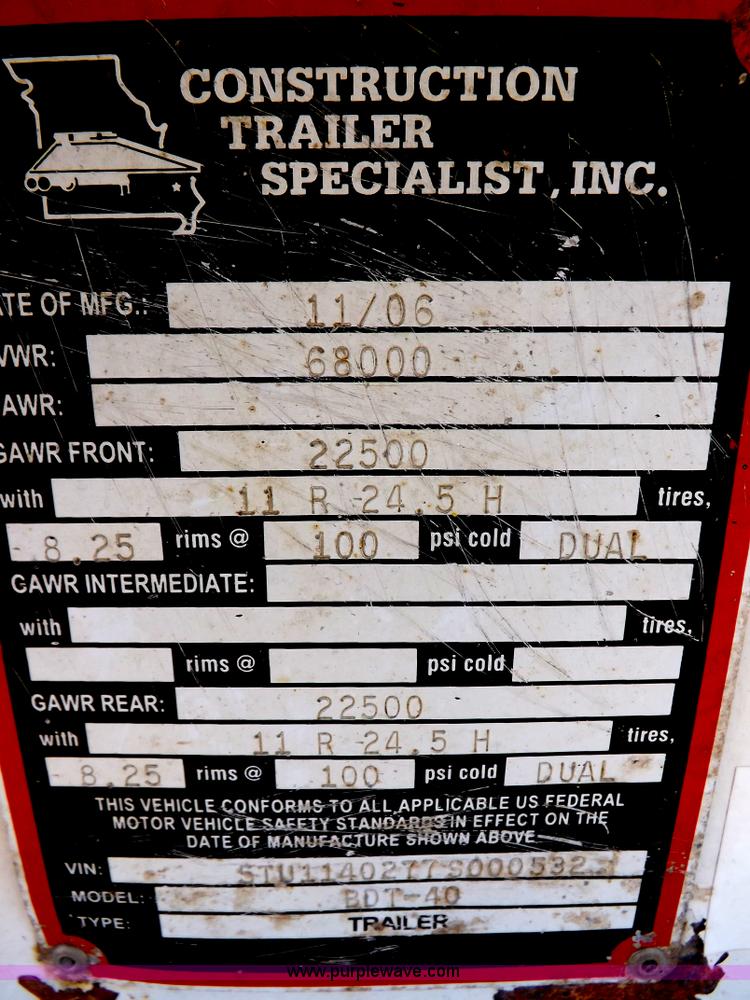 CONSTRUCTION
TRAILER
SPECIALIST, INC.
ATE OF MFG.: 11/06
VWR: 68000
AWR:
GAWR FRONT: 22500
with 11 R 24.5 H tires,
8.25 rims @ 100 psi cold DUAL
GAWR INTERMEDIATE:
with tires,
rims @ psi cold
GAWR REAR: 22500
with 11 R 24.5 H tires,
8.25 rims @ 100 psi cold DUAL
THIS VEHICLE CONFORMS TO ALL APPLICABLE US FEDERAL
MOTOR VEHICLE SAFETY STANDARDS IN EFFECT ON THE
DATE OF MANUFACTURE SHOWN ABOVE
VIN:
MODEL: BDT-40
TYPE: TRAILER
www.purplewave.com